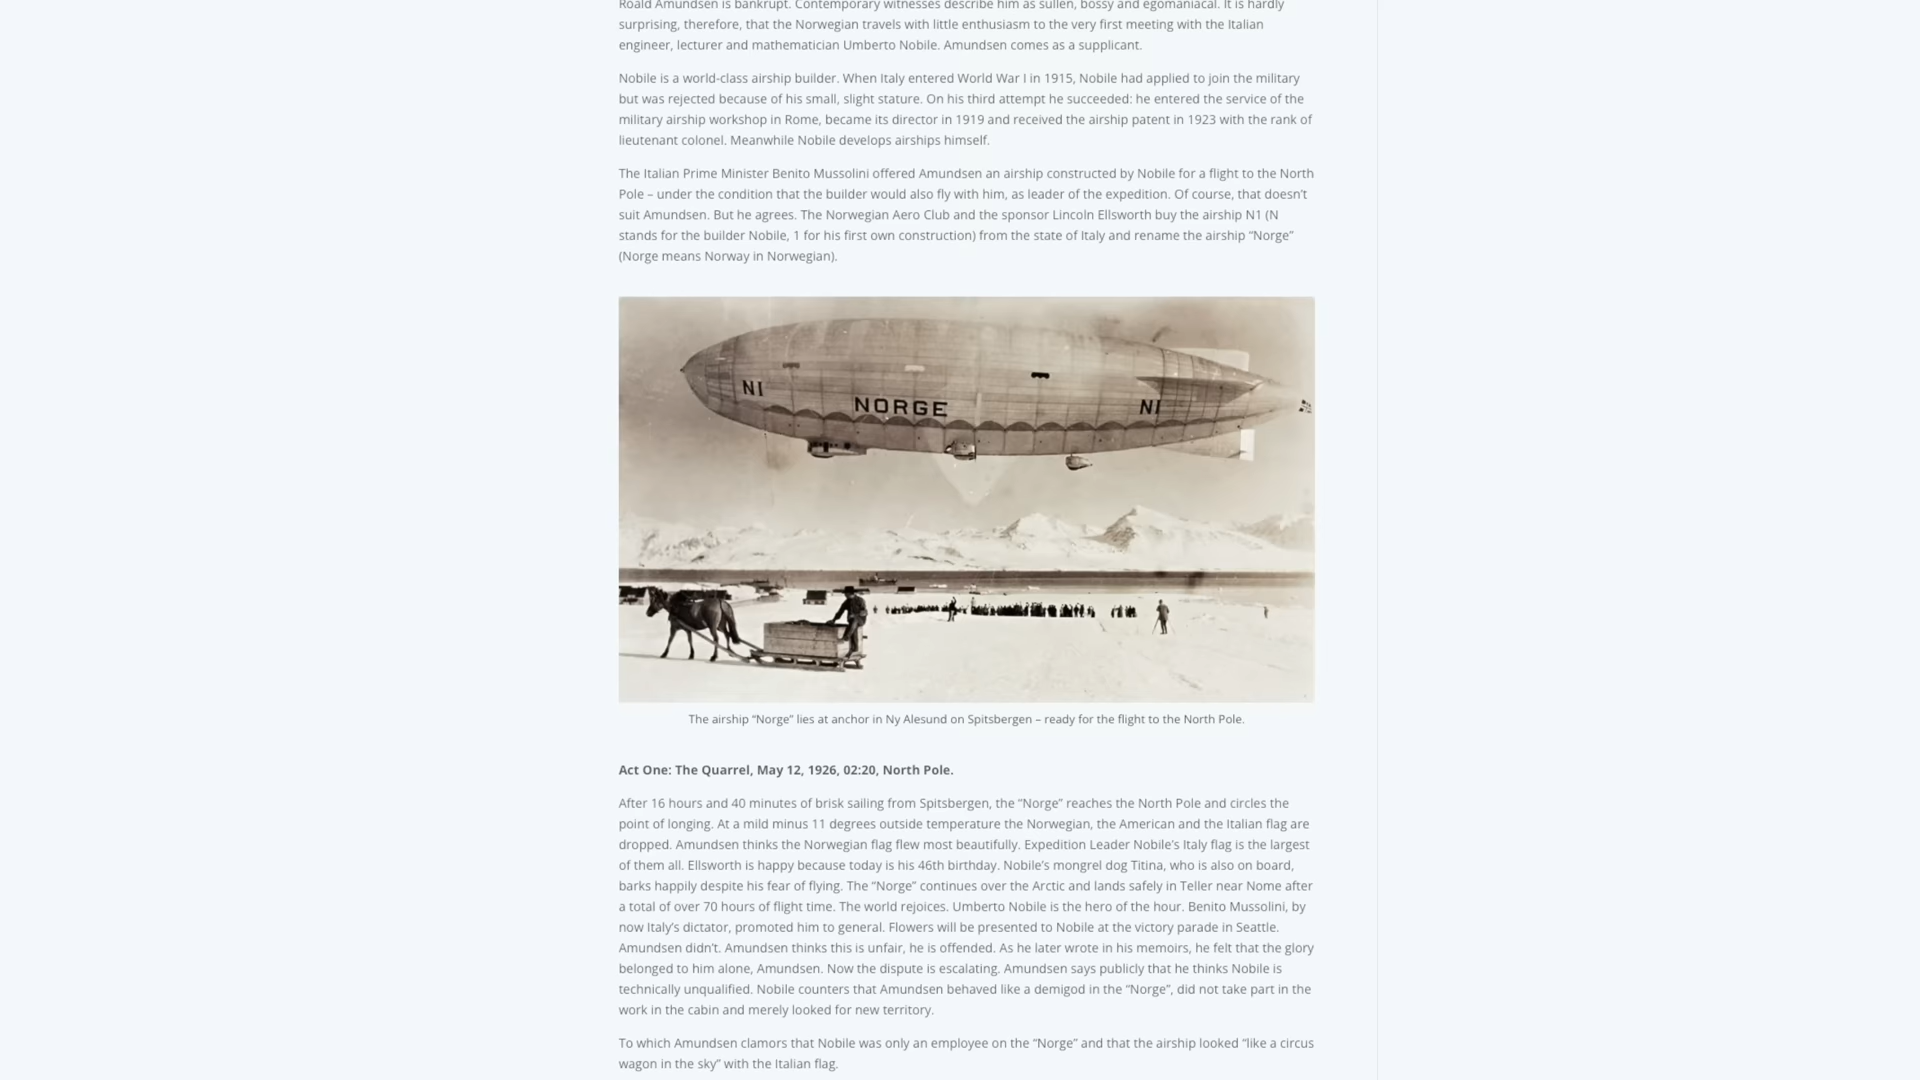 Roald Amundsen is bankrupt. Contemporary witnesses describe him as sullen, bossy and egomaniacal. It is hardly
surprising, therefore, that the Norwegian travels with little enthusiasm to the very first meeting with the Italian
engineer, lecturer and mathematician Umberto Nobile. Amundsen comes as a supplicant.
Nobile is a world-class airship builder. When Italy entered World War I in 1915, Nobile had applied to join the military
but was rejected because of his small, slight stature. On his third attempt he succeeded: he entered the service of the
military airship workshop in Rome, became its director in 1919 and received the airship patent in 1923 with the rank of
lieutenant colonel. Meanwhile Nobile develops airships himself.
The Italian Prime Minister Benito Mussolini offered Amundsen an airship constructed by Nobile for a flight to the North
Pole – under the condition that the builder would also fly with him, as leader of the expedition. Of course, that doesn’t
suit Amundsen. But he agrees. The Norwegian Aero Club and the sponsor Lincoln Ellsworth buy the airship N1 (N
stands for the builder Nobile, 1 for his first own construction) from the state of Italy and rename the airship “Norge”
(Norge means Norway in Norwegian).
NI
NORGE
NI
The airship “Norge” lies at anchor in Ny Alesund on Spitsbergen – ready for the flight to the North Pole.
Act One: The Quarrel, May 12, 1926, 02:20, North Pole.
After 16 hours and 40 minutes of brisk sailing from Spitsbergen, the “Norge” reaches the North Pole and circles the
point of longing. At a mild minus 11 degrees outside temperature the Norwegian, the American and the Italian flag are
dropped. Amundsen thinks the Norwegian flag flew most beautifully. Expedition Leader Nobile’s Italy flag is the largest
of them all. Ellsworth is happy because today is his 46th birthday. Nobile’s mongrel dog Titina, who is also on board,
barks happily despite his fear of flying. The “Norge” continues over the Arctic and lands safely in Teller near Nome after
a total of over 70 hours of flight time. The world rejoices. Umberto Nobile is the hero of the hour. Benito Mussolini, by
now Italy’s dictator, promoted him to general. Flowers will be presented to Nobile at the victory parade in Seattle.
Amundsen didn’t. Amundsen thinks this is unfair, he is offended. As he later wrote in his memoirs, he felt that the glory
belonged to him alone, Amundsen. Now the dispute is escalating. Amundsen says publicly that he thinks Nobile is
technically unqualified. Nobile counters that Amundsen behaved like a demigod in the “Norge”, did not take part in the
work in the cabin and merely looked for new territory.
To which Amundsen clamors that Nobile was only an employee on the “Norge” and that the airship looked “like a circus
wagon in the sky” with the Italian flag.